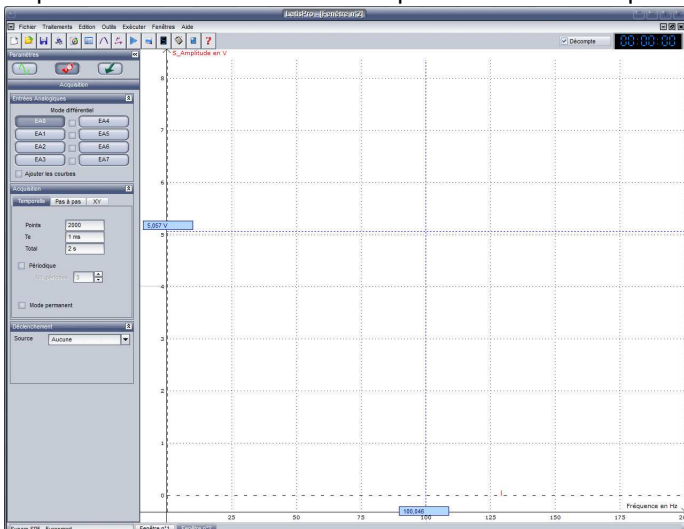 Fichier Traitements Edition Outils Exécuter Fenêtres Aide
Décompte
00:00:00
Paramètres
Acquisition
Entrées Analogiques
Mode différentiel
EA0 EA4
EA1 EA5
EA2 EA6
EA3 EA7
Ajouter les courbes
Acquisition
Temporelle Pas à pas XY
Points 2000
Te 1 ms
Total 2 s
Périodique
3
Mode permanent
Déclenchement
Source Aucune
S_Amplitude en V
8
7
6
5,057 V
5
4
2
1
0
100,046
Fréquence en Hz
25 50 75 100 125 150 175
Fenêtre n°1